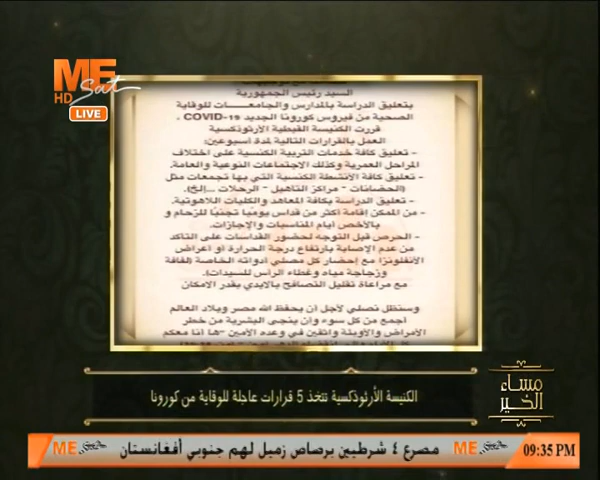 ME
Sat
HD
LIVE
السيد رئيس الجمهورية
بتعليق الدراسة بالمدارس والجامعات للوقاية
الصحية من فيروس كورونا الجديد COVID-19 ،
قررت الكنيسة القبطية الأرثوذكسية
العمل بالقرارات التالية لمدة أسبوعين:
- تعليق كافة خدمات التربية الكنسية على اختلاف
المراحل العمرية وكذلك الاجتماعات النوعية والعامة.
- تعليق كافة الأنشطة الكنسية التي بها تجمعات مثل
(الحضانات - مراكز التأهيل - الرحلات ...إلخ).
- تعليق الدراسة بكافة المعاهد والكليات اللاهوتية.
- من الممكن إقامة أكثر من قداس يوميًا تجنبًا للزحام و
بالأخص أيام المناسبات والإجازات.
- الحرص قبل التوجه لحضور القداسات على التأكد
من عدم الإصابة بارتفاع درجة الحرارة أو أعراض
الأنفلونزا مع إحضار كل مصلي أدواته الخاصة (لفافة
وزجاجة مياه وغطاء الرأس للسيدات).
مع مراعاة تقليل التصافح بالأيدي بقدر الإمكان
وسنظل نصلي لأجل أن يحفظ الله مصر وبلاد العالم
أجمع من كل سوء وأن ينجي البشرية من خطر
الأمراض والأوبئة واثقين في وعده الأمين "ها أنا معكم
الكنيسة الأرثوذكسية تتخذ 5 قرارات عاجلة للوقاية من كورونا
مساء
الخير
مصرع ٤ شرطيين برصاص زميل لهم جنوبي أفغانستان
ME Sat
ME Sat
09:35 PM